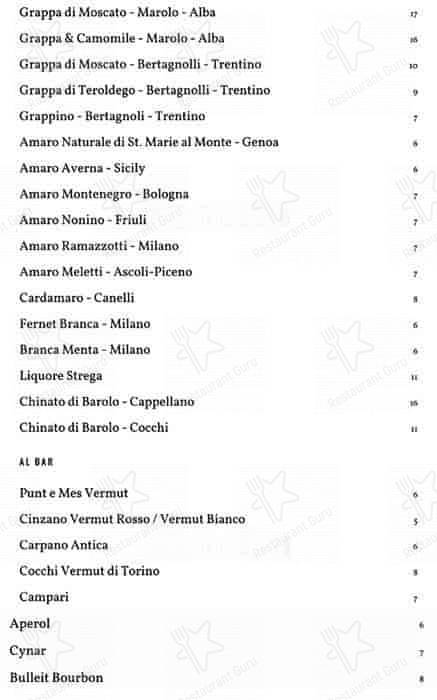 Grappa di Moscato - Marolo - Alba 17
Grappa & Camomile - Marolo - Alba 16
Grappa di Moscato - Bertagnolli - Trentino 10
Grappa di Teroldego - Bertagnolli - Trentino 9
Grappino - Bertagnoli - Trentino 7
Amaro Naturale di St. Marie al Monte - Genoa 6
Amaro Averna - Sicily 6
Amaro Montenegro - Bologna 7
Amaro Nonino - Friuli 7
Amaro Ramazzotti - Milano 7
Amaro Meletti - Ascoli-Piceno 7
Cardamaro - Canelli 8
Fernet Branca - Milano 6
Branca Menta - Milano 6
Liquore Strega 11
Chinato di Barolo - Cappellano 16
Chinato di Barolo - Cocchi 11
AL BAR
Punt e Mes Vermut 6
Cinzano Vermut Rosso / Vermut Bianco 5
Carpano Antica 6
Cocchi Vermut di Torino 8
Campari 7
Aperol 6
Cynar 7
Bulleit Bourbon 8
Restaurant Guru